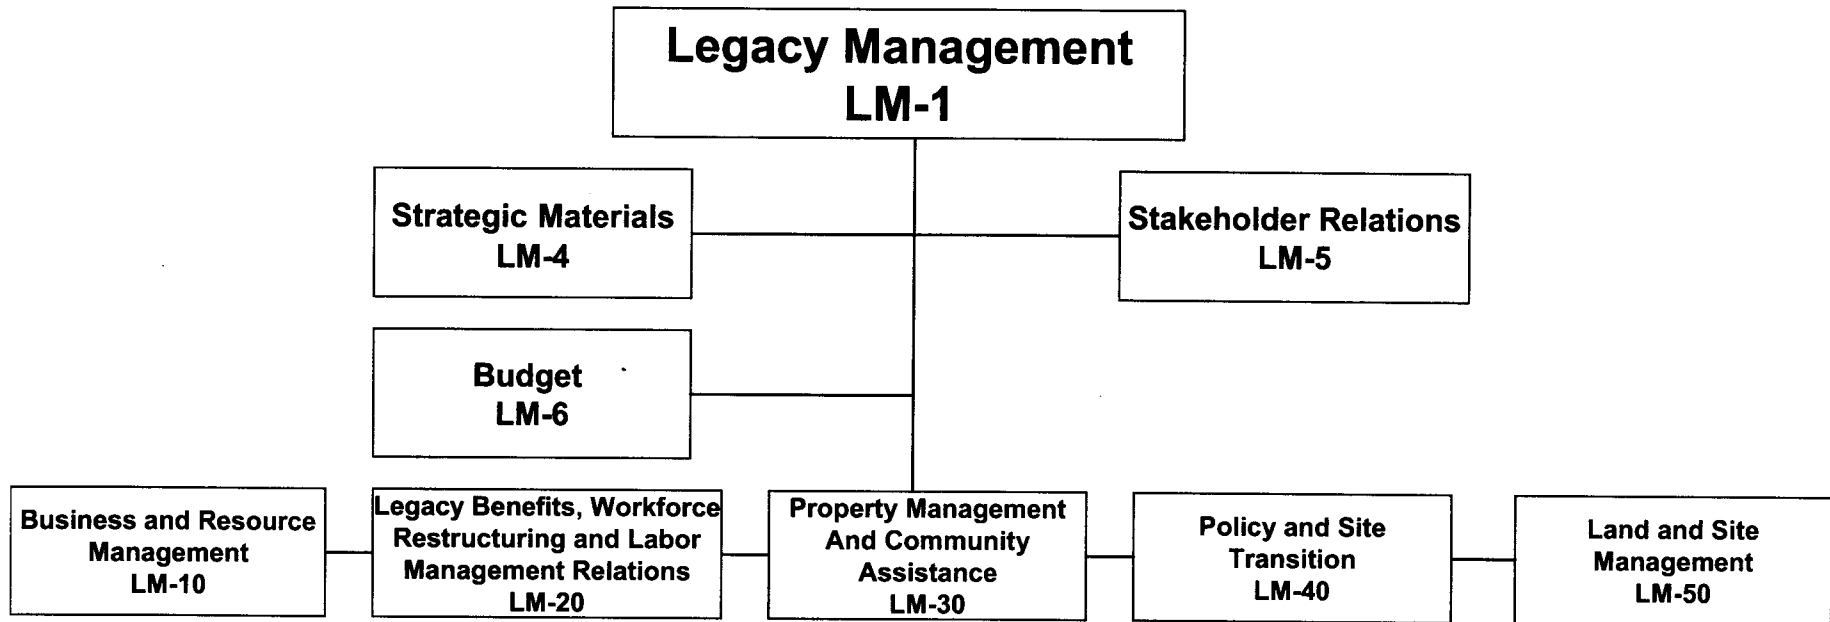 Legacy Management
LM-1
Strategic Materials
LM-4
Stakeholder Relations
LM-5
Budget
LM-6
Business and Resource
Management
LM-10
Legacy Benefits, Workforce
Restructuring and Labor
Management Relations
LM-20
Property Management
And Community
Assistance
LM-30
Policy and Site
Transition
LM-40
Land and Site
Management
LM-50